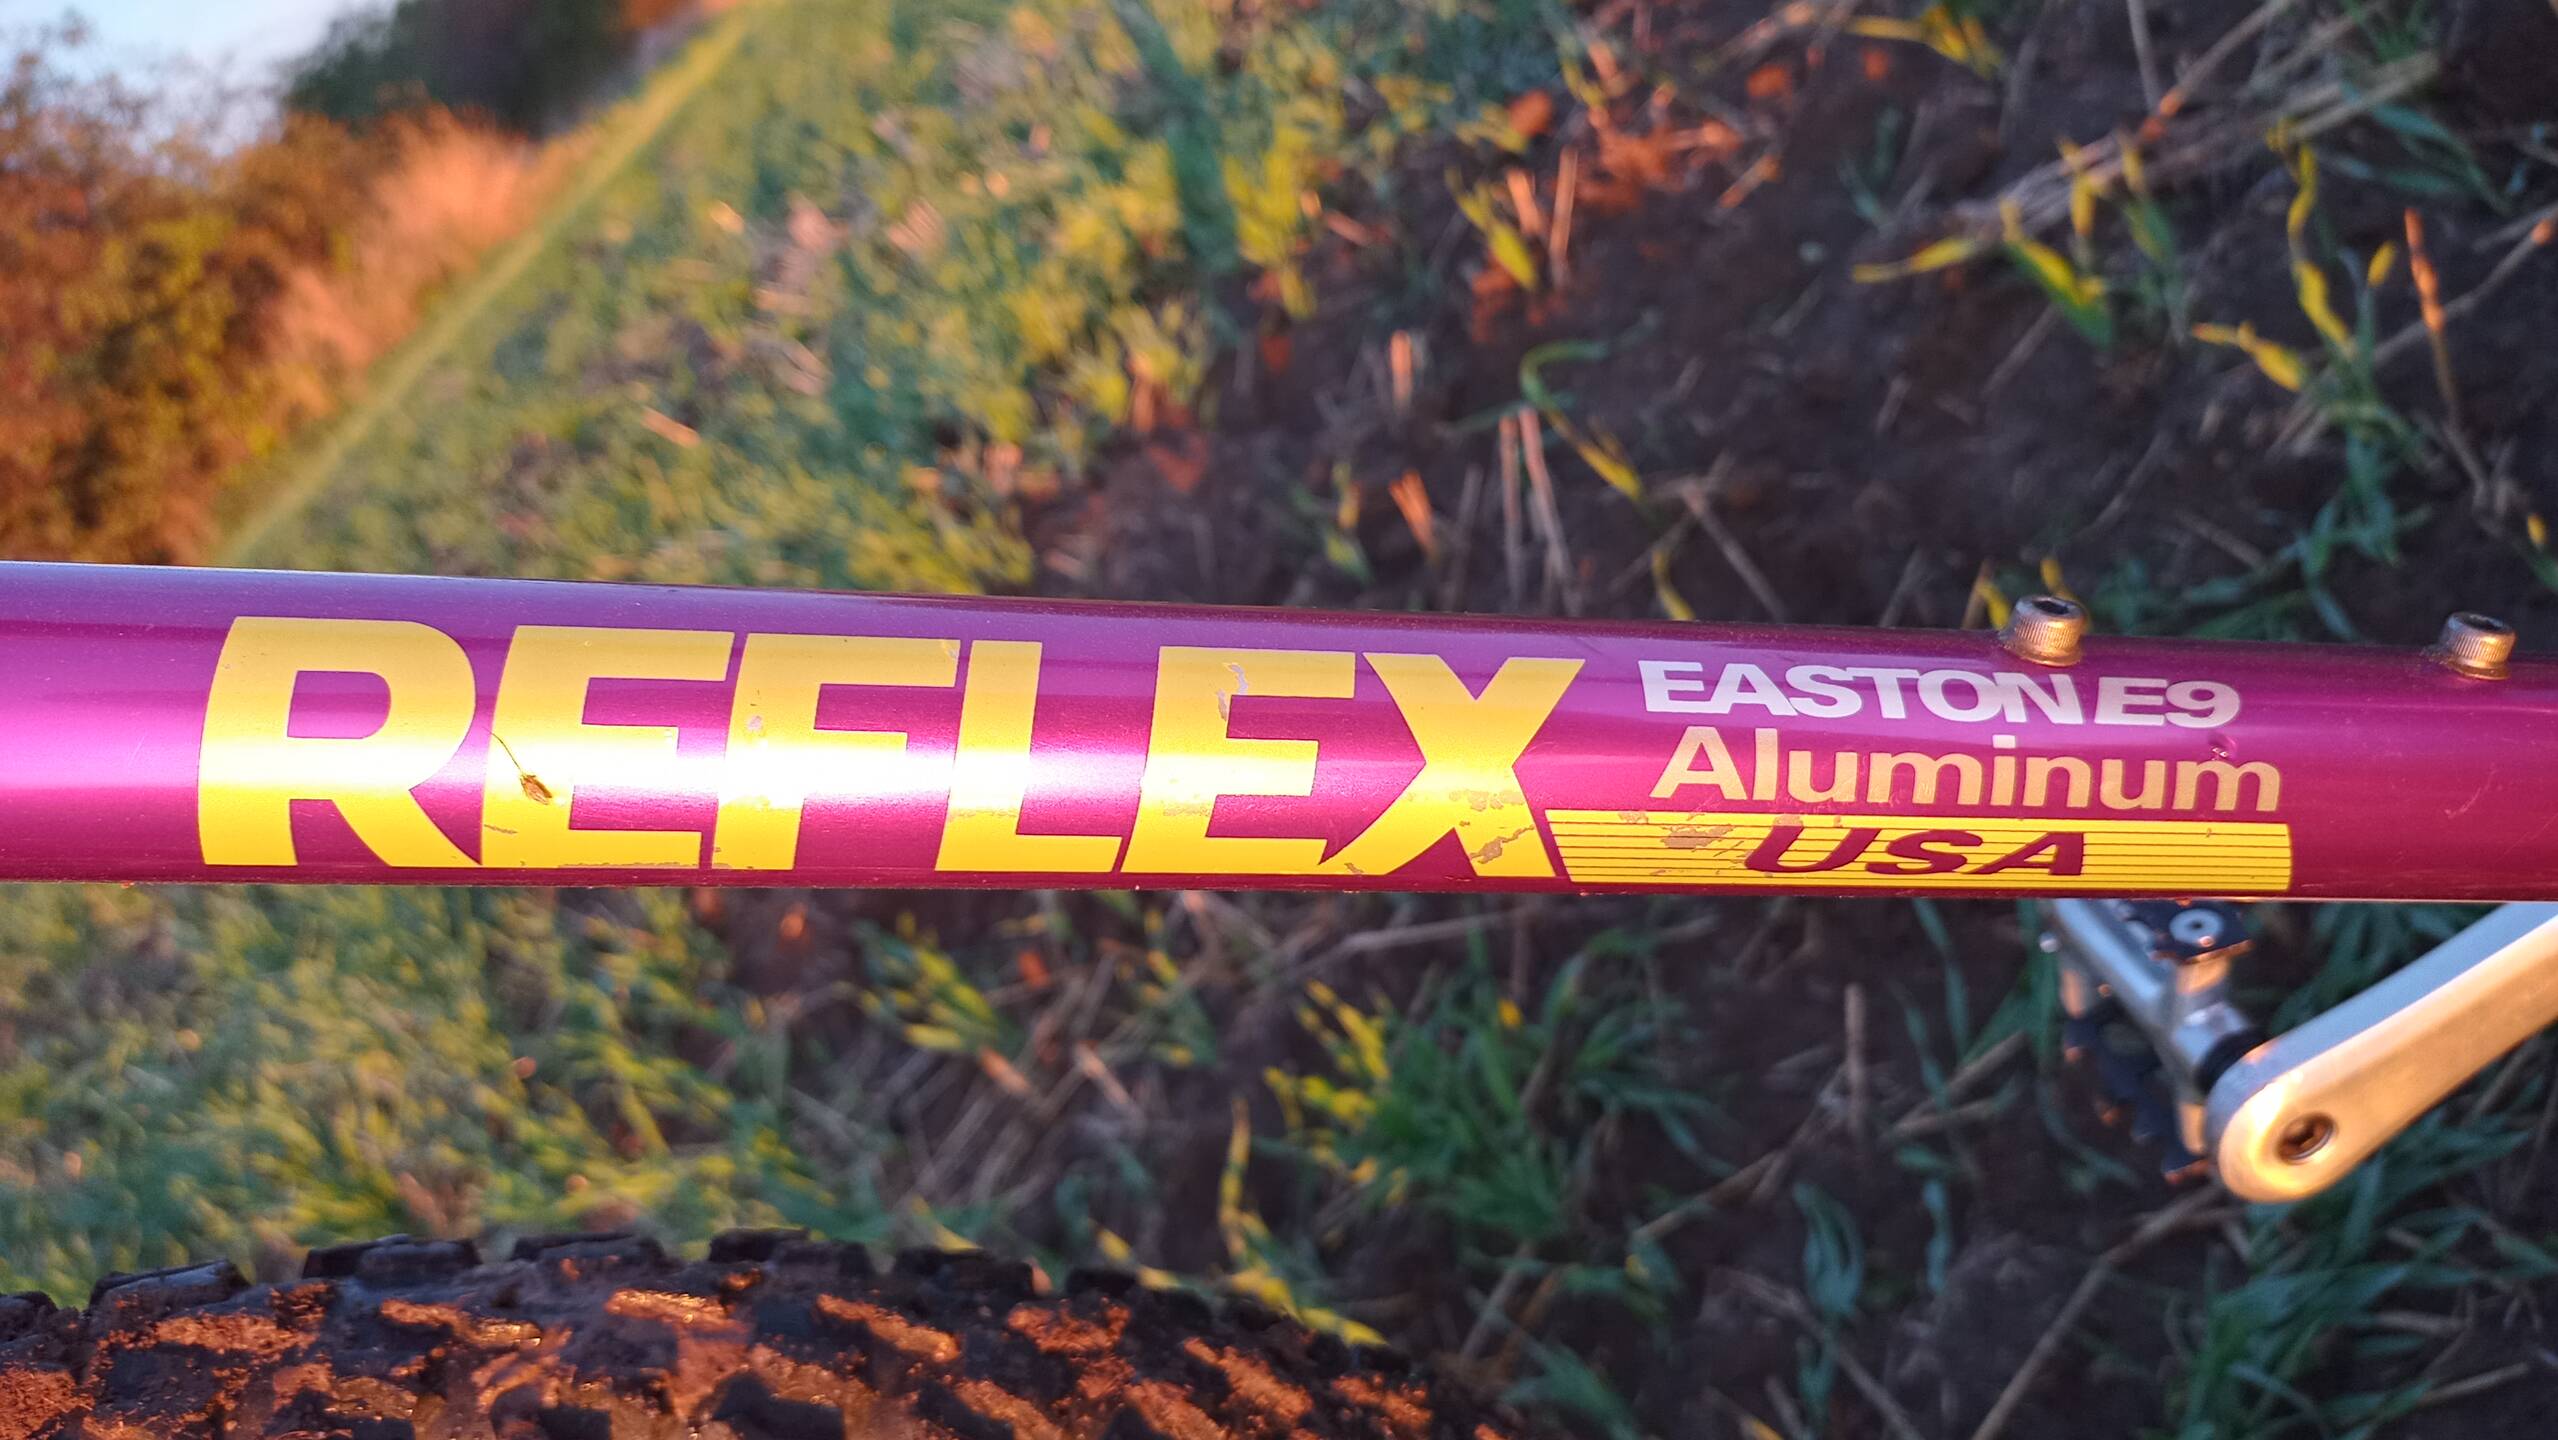 REFLEX
EASTON E9
Aluminum
USA